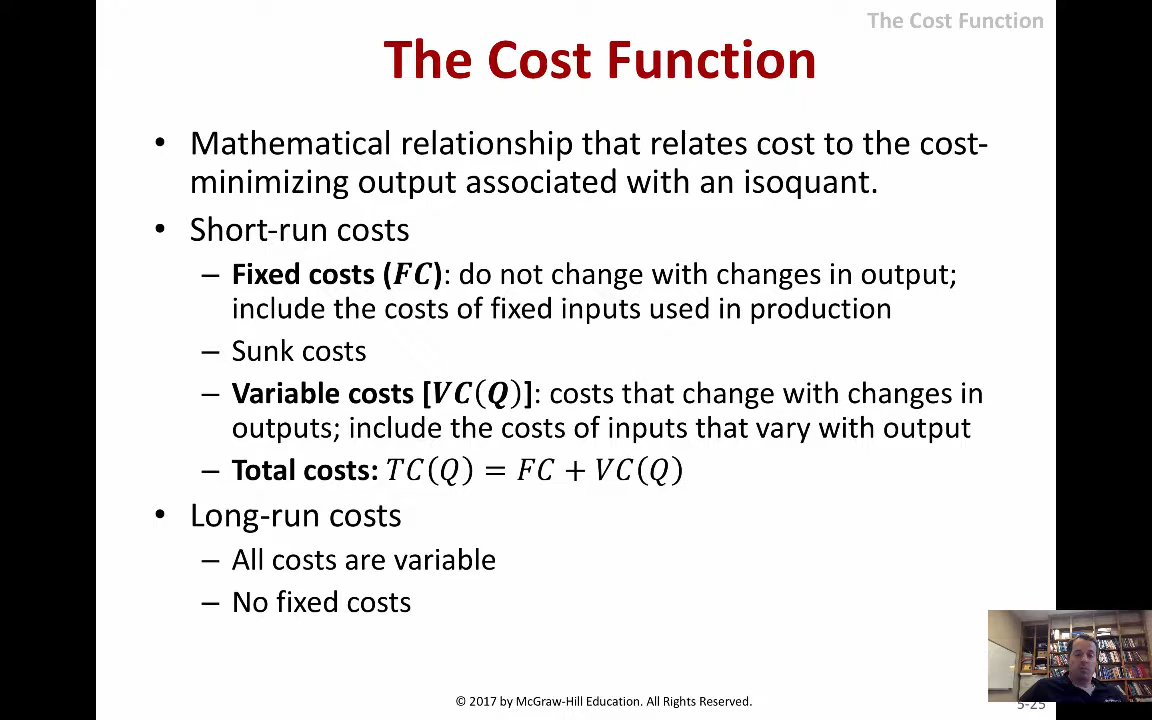 The Cost Function
The Cost Function
• Mathematical relationship that relates cost to the cost-
minimizing output associated with an isoquant.
• Short-run costs
– Fixed costs (FC): do not change with changes in output;
include the costs of fixed inputs used in production
– Sunk costs
– Variable costs [VC(Q)]: costs that change with changes in
outputs; include the costs of inputs that vary with output
– Total costs: TC(Q) = FC + VC(Q)
• Long-run costs
– All costs are variable
– No fixed costs
© 2017 by McGraw-Hill Education. All Rights Reserved.
5-25